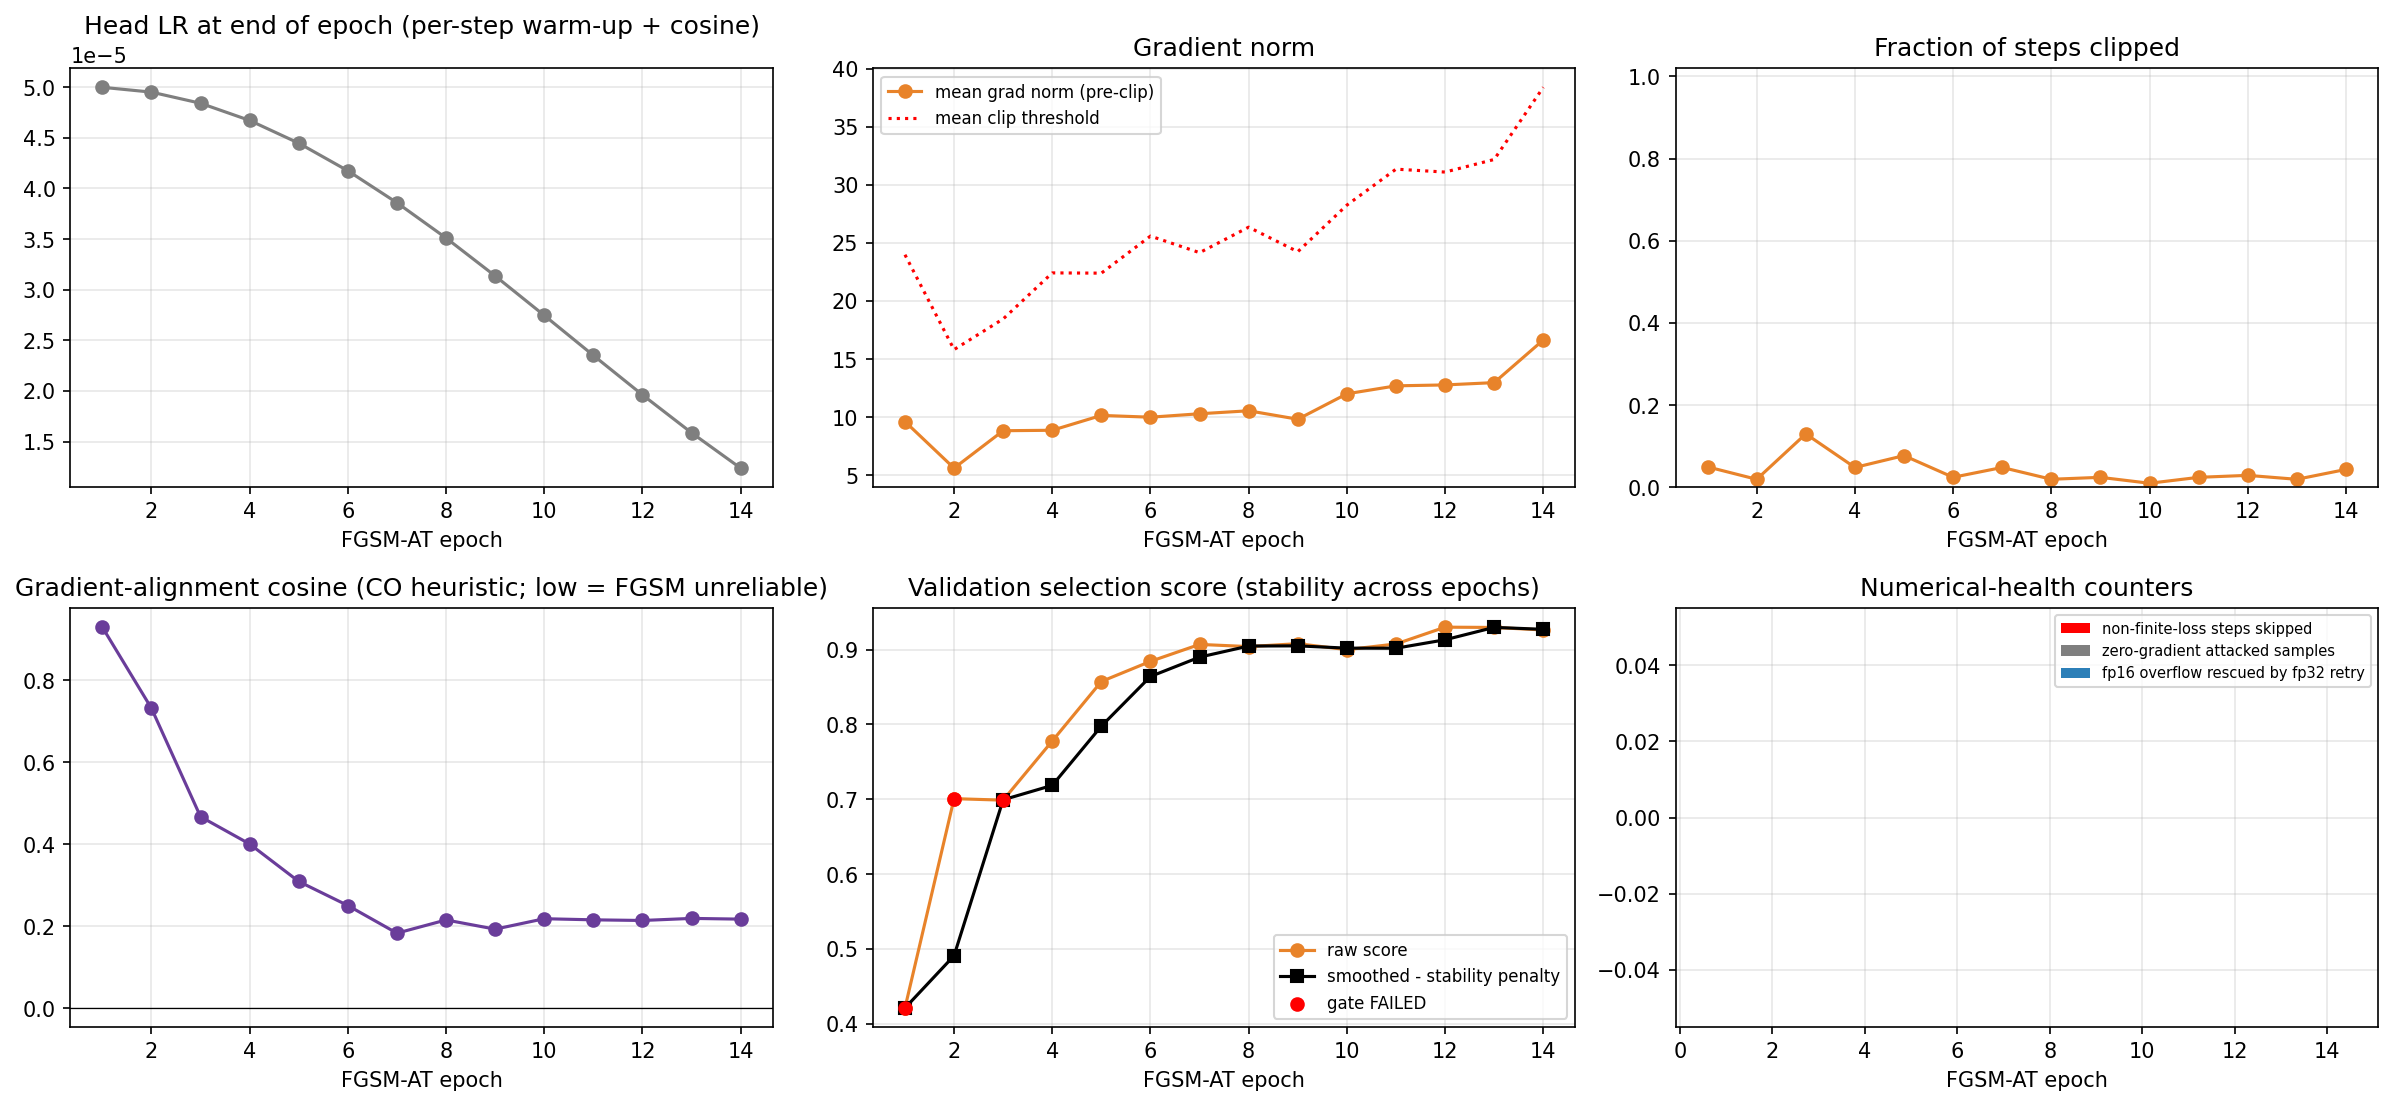 Head LR at end of epoch (per-step warm-up + cosine)
1e−5
5.0
4.5
4.0
3.5
3.0
2.5
2.0
1.5
2 4 6 8 10 12 14
FGSM-AT epoch
Gradient norm
mean grad norm (pre-clip)
mean clip threshold
40
35
30
25
20
15
10
5
2 4 6 8 10 12 14
FGSM-AT epoch
Fraction of steps clipped
1.0
0.8
0.6
0.4
0.2
0.0
2 4 6 8 10 12 14
FGSM-AT epoch
Gradient-alignment cosine (CO heuristic; low = FGSM unreliable)
0.8
0.6
0.4
0.2
0.0
2 4 6 8 10 12 14
FGSM-AT epoch
Validation selection score (stability across epochs)
0.9
0.8
0.7
0.6
0.5
0.4
raw score
smoothed - stability penalty
gate FAILED
2 4 6 8 10 12 14
FGSM-AT epoch
Numerical-health counters
non-finite-loss steps skipped
zero-gradient attacked samples
fp16 overflow rescued by fp32 retry
0.04
0.02
0.00
−0.02
−0.04
0 2 4 6 8 10 12 14
FGSM-AT epoch